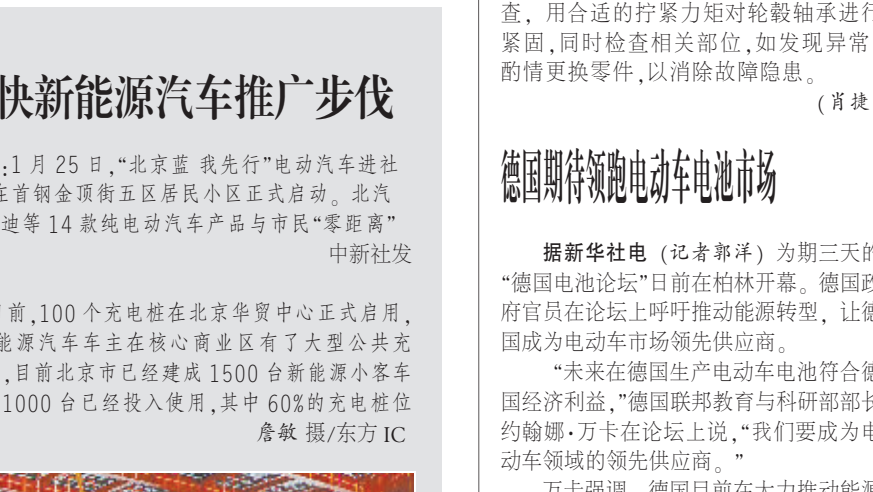 快新能源汽车推广步伐
:1月25日,“北京蓝 我先行”电动汽车进社
在首钢金顶街五区居民小区正式启动。北汽
迪等14款纯电动汽车产品与市民“零距离”
中新社发
前,100个充电桩在北京华贸中心正式启用,
能源汽车车主在核心商业区有了大型公共充
,目前北京市已经建成1500台新能源小客车
1000台已经投入使用,其中60%的充电桩位
詹敏 摄/东方IC
查，用合适的拧紧力矩对轮毂轴承进行
紧固,同时检查相关部位,如发现异常
酌情更换零件,以消除故障隐患。
(肖捷
德国期待领跑电动车电池市场
据新华社电（记者郭洋）为期三天的
“德国电池论坛”日前在柏林开幕。德国政
府官员在论坛上呼吁推动能源转型，让德
国成为电动车市场领先供应商。
“未来在德国生产电动车电池符合德
国经济利益,”德国联邦教育与科研部部长
约翰娜·万卡在论坛上说,“我们要成为电
动车领域的领先供应商。”
万卡强调，德国目前在大力推动能源